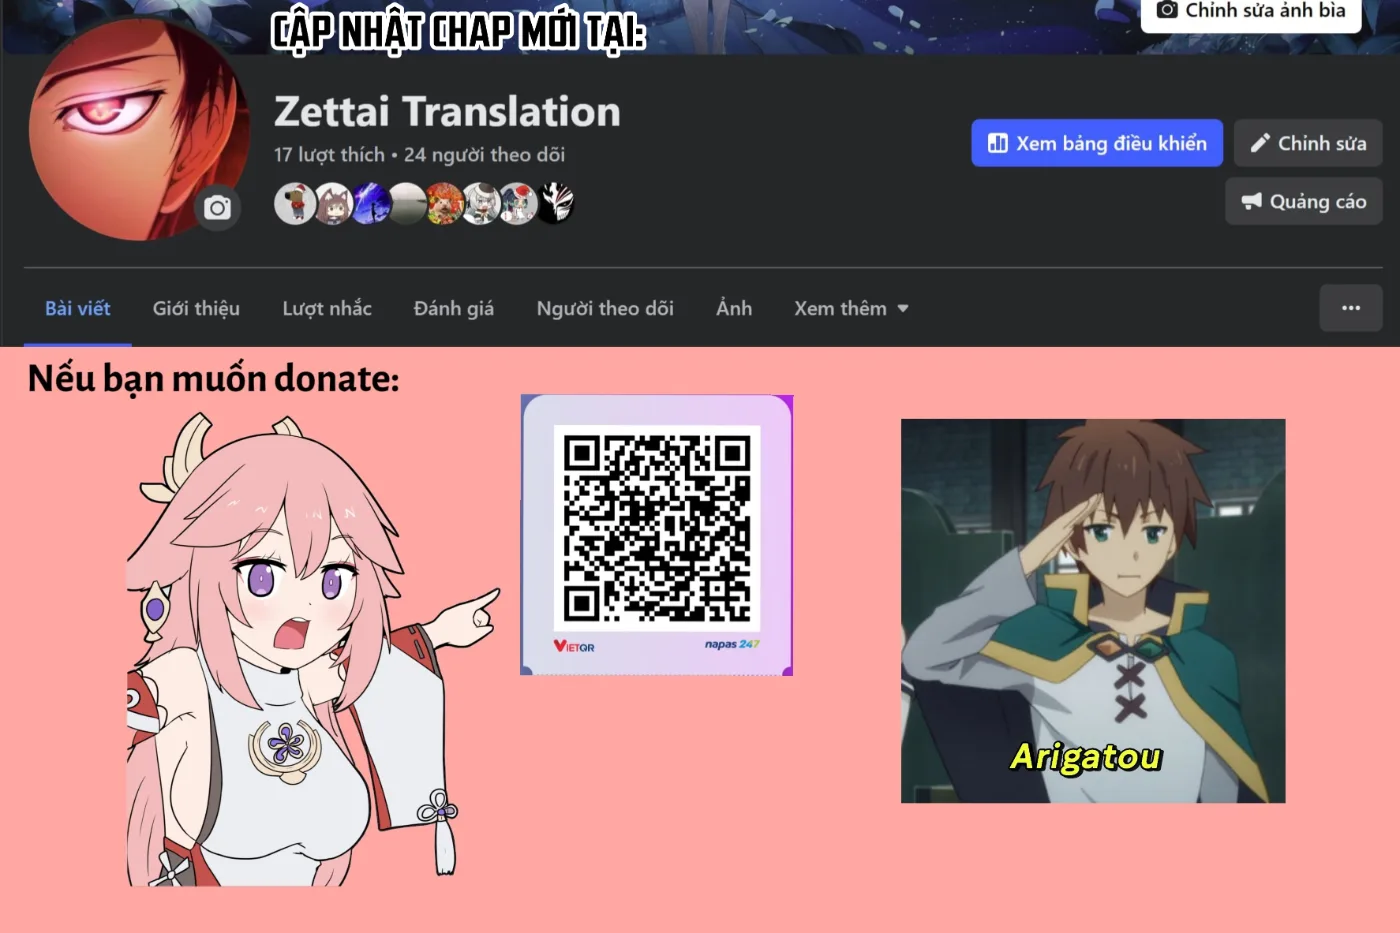 CẬP NHẬT CHAP MỚI TẠI:
Chỉnh sửa ảnh bìa
Zettai Translation
17 lượt thích • 24 người theo dõi
Xem bảng điều khiển
Chỉnh sửa
Quảng cáo
Bài viết
Giới thiệu
Lượt nhắc
Đánh giá
Người theo dõi
Ảnh
Xem thêm
Nếu bạn muốn donate:
VIETQR
napas 247
Arigatou